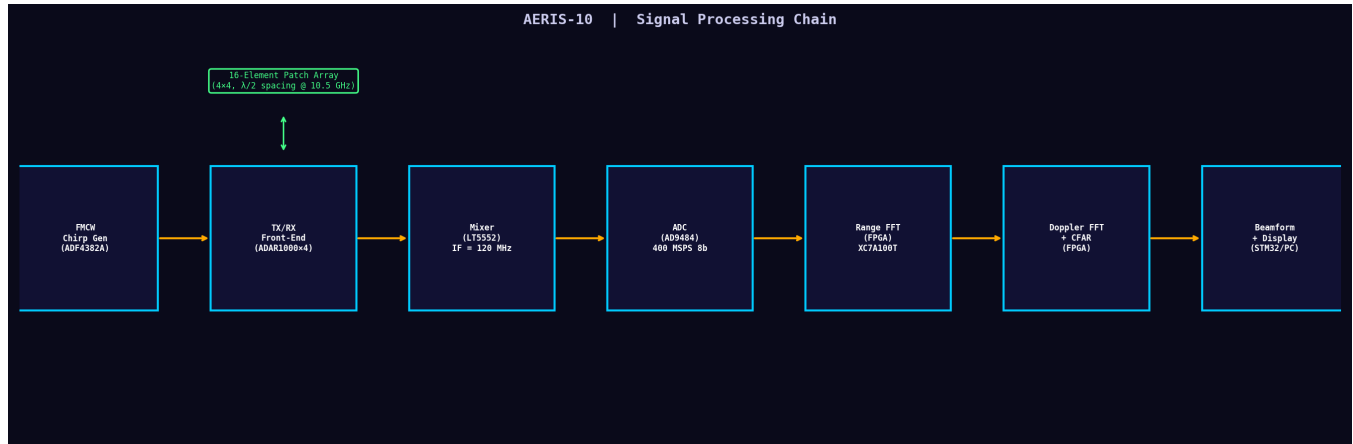 AERIS-10 | Signal Processing Chain
16-Element Patch Array
(4×4, λ/2 spacing @ 10.5 GHz)
FMCW
Chirp Gen
(ADF4382A)
TX/RX
Front-End
(ADAR1000×4)
Mixer
(LT5552)
IF = 120 MHz
ADC
(AD9484)
400 MSPS 8b
Range FFT
(FPGA)
XC7A100T
Doppler FFT
+ CFAR
(FPGA)
Beamform
+ Display
(STM32/PC)